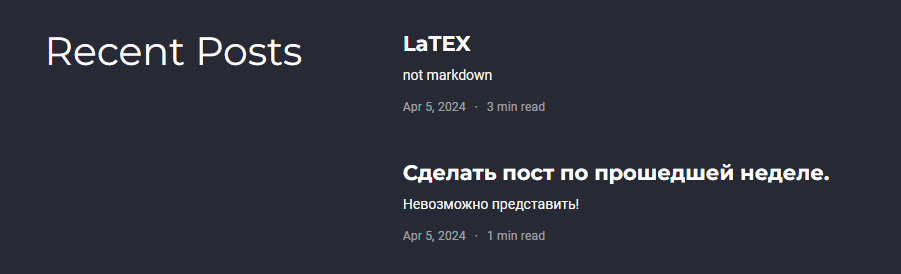 Recent Posts
LaTEX
not markdown
Apr 5, 2024 · 3 min read
Сделать пост по прошедшей неделе.
Невозможно представить!
Apr 5, 2024 · 1 min read